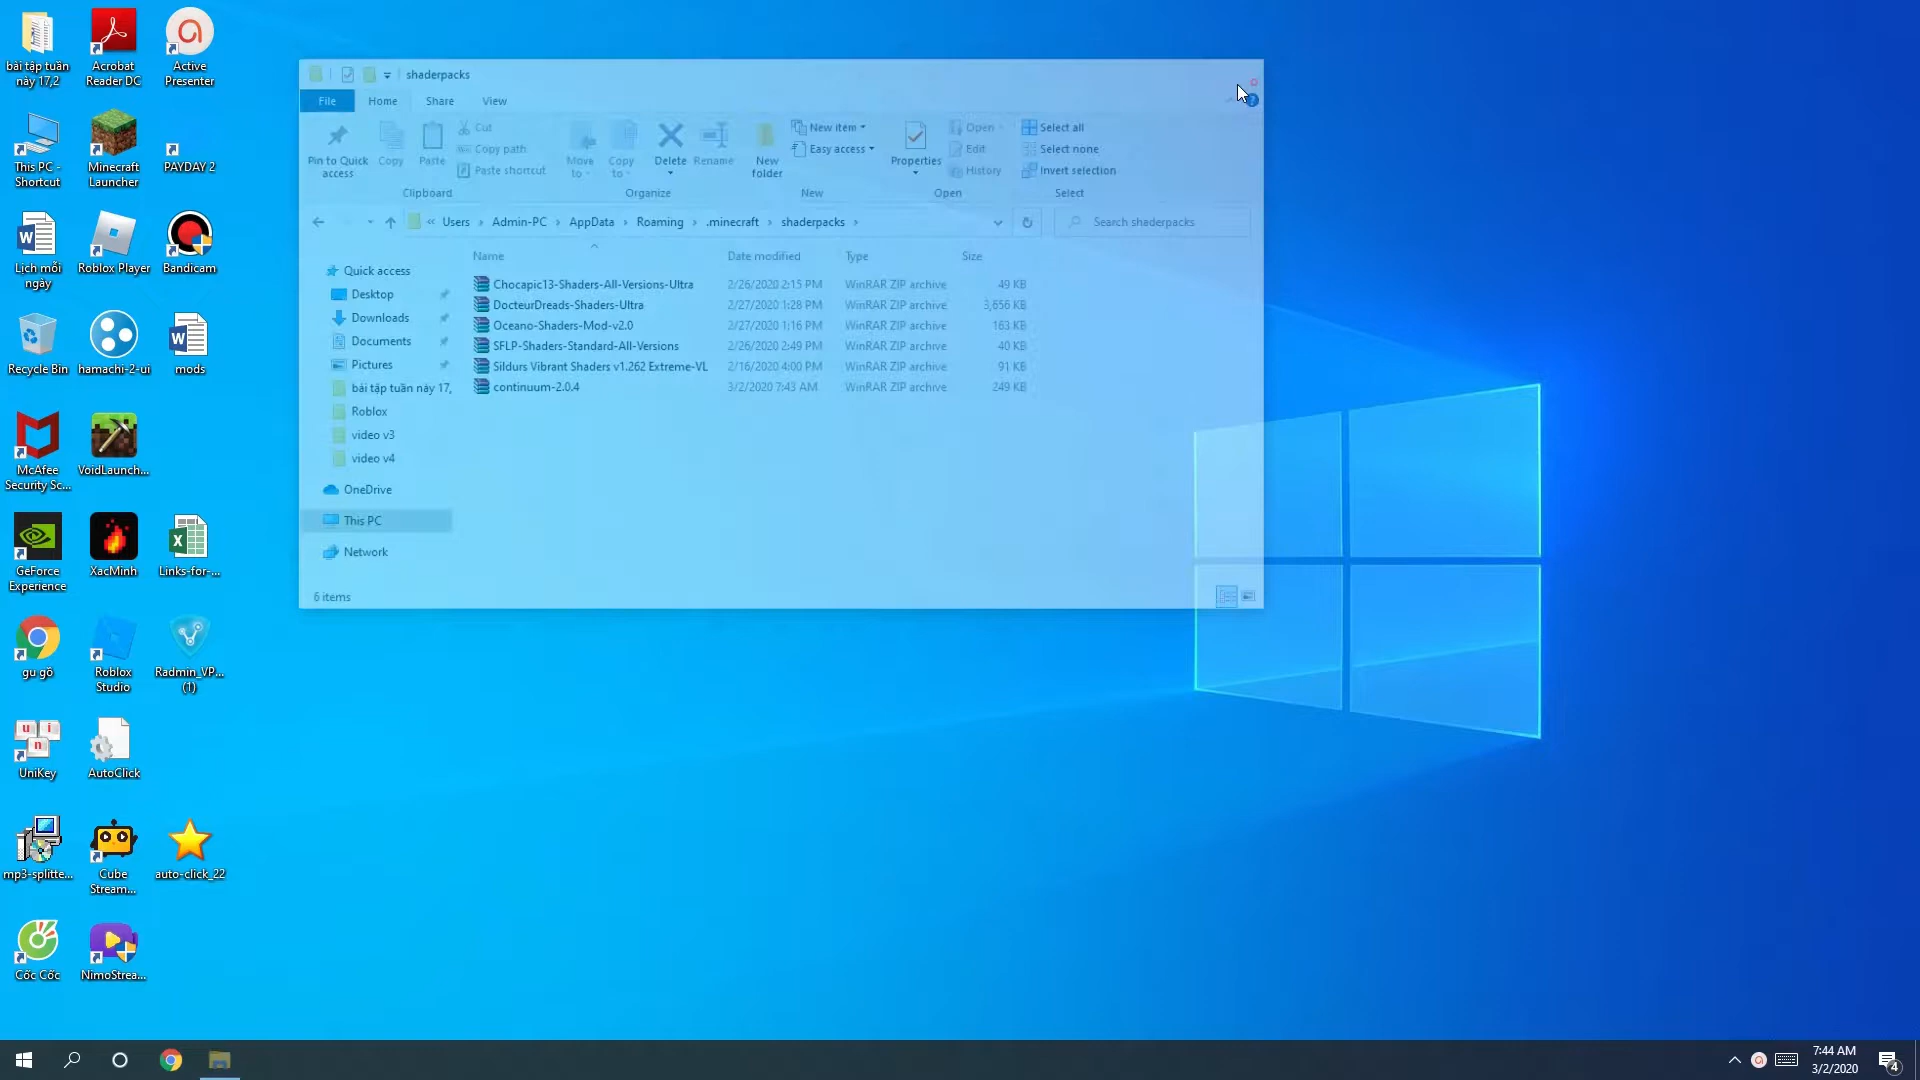 bài tập tuần
này 17,2
Acrobat
Reader DC
Active
Presenter
This PC -
Shortcut
Minecraft
Launcher
PAYDAY 2
Lịch mỗi
ngày
Roblox Player
Bandicam
Recycle Bin
hamachi-2-ui
mods
McAfee
Security Sc...
VoidLaunch...
GeForce
Experience
XacMinh
Links-for-...
gu gồ
Roblox
Studio
Radmin_VP...
(1)
UniKey
AutoClick
mp3-splitte...
Cube
Stream...
auto-click_22
Cốc Cốc
NimoStrea...
shaderpacks
File Home Share View
Pin to Quick
access
Copy
Paste
Cut
Copy path
Paste shortcut
Clipboard
Move
to
Copy
to
Delete
Rename
Organize
New
folder
New item
Easy access
New
Properties
Open
Edit
History
Open
Select all
Select none
Invert selection
Select
« Users › Admin-PC › AppData › Roaming › .minecraft › shaderpacks ›
Search shaderpacks
Quick access
Desktop
Downloads
Documents
Pictures
bài tập tuần này 17,
Roblox
video v3
video v4
OneDrive
This PC
Network
Name Date modified Type Size
Chocapic13-Shaders-All-Versions-Ultra 2/26/2020 2:15 PM WinRAR ZIP archive 49 KB
DocteurDreads-Shaders-Ultra 2/27/2020 1:28 PM WinRAR ZIP archive 3,656 KB
Oceano-Shaders-Mod-v2.0 2/27/2020 1:16 PM WinRAR ZIP archive 163 KB
SFLP-Shaders-Standard-All-Versions 2/26/2020 2:49 PM WinRAR ZIP archive 40 KB
Sildurs Vibrant Shaders v1.262 Extreme-VL 2/16/2020 4:00 PM WinRAR ZIP archive 91 KB
continuum-2.0.4 3/2/2020 7:43 AM WinRAR ZIP archive 249 KB
6 items
7:44 AM
3/2/2020
4